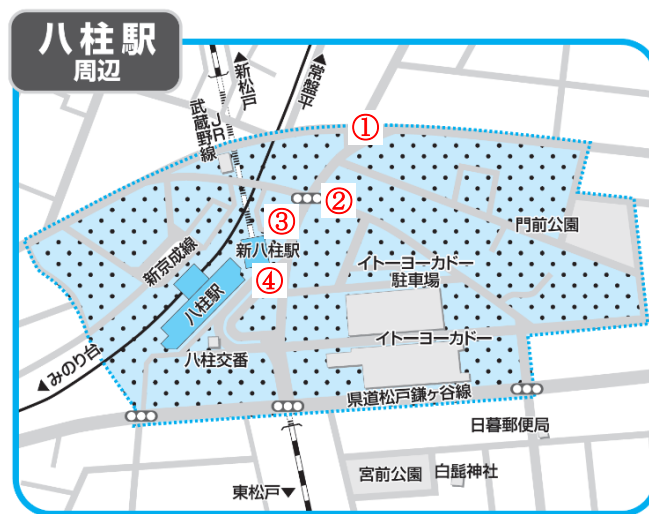 八柱駅
周辺
▲新松戸
▲常盤平
JR
武蔵野線
①
②
③
新八柱駅
④
門前公園
新京成線
八柱駅
イトーヨーカドー
駐車場
イトーヨーカドー
八柱交番
▲みのり台
県道松戸鎌ヶ谷線
日暮郵便局
宮前公園
白髭神社
東松戸▼